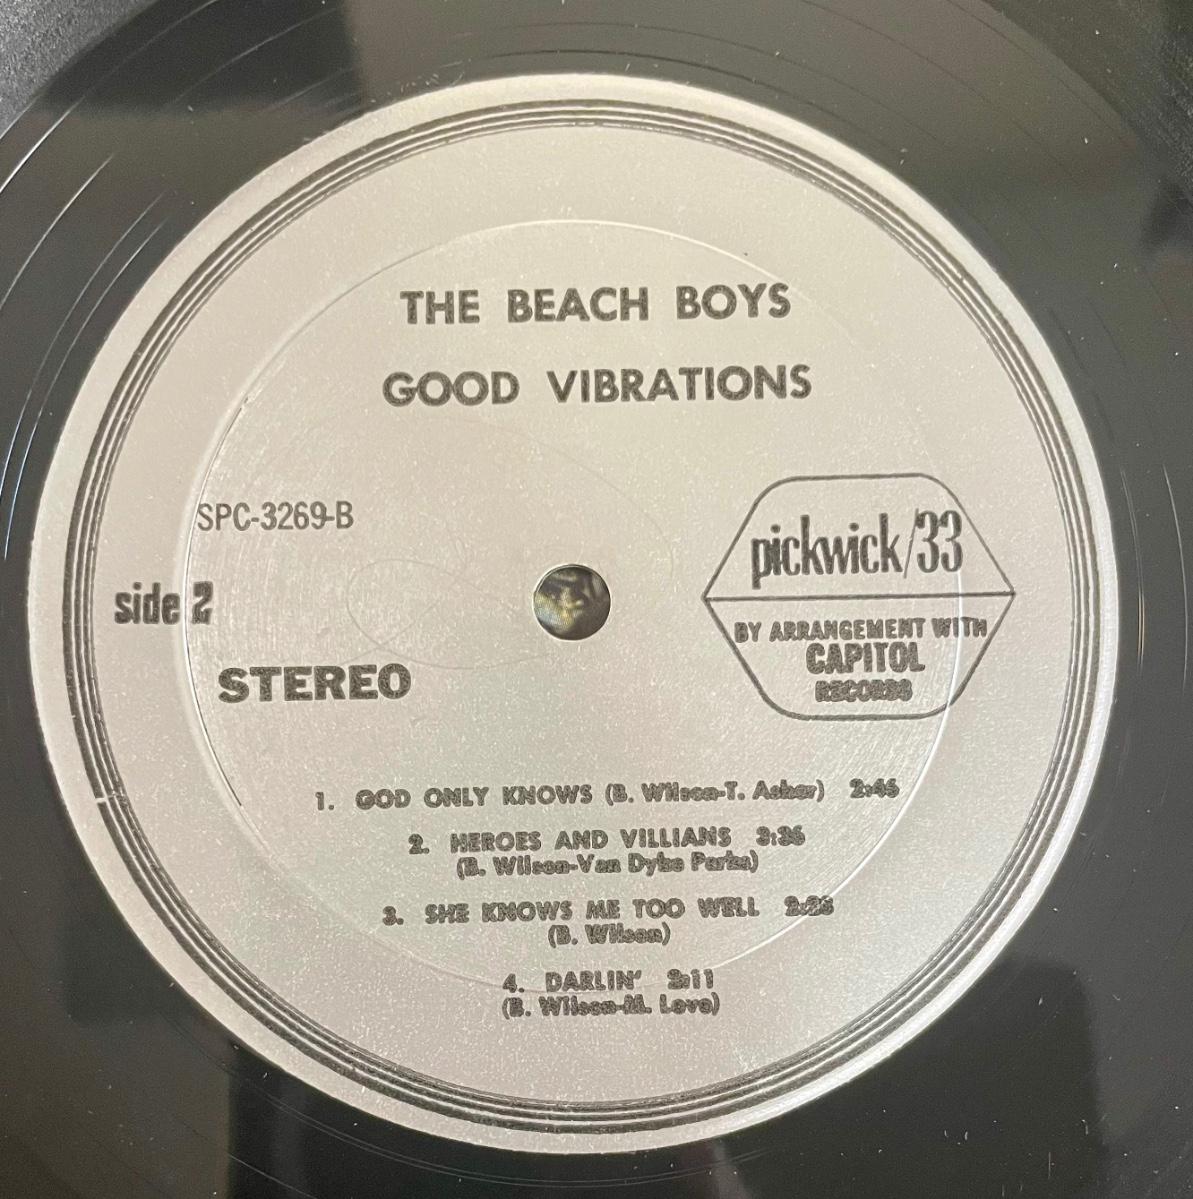 THE BEACH BOYS
GOOD VIBRATIONS
SPC-3269-B
side 2
STEREO
pickwick/33
BY ARRANGEMENT WITH
CAPITOL
RECORDS
1. GOD ONLY KNOWS (B. Wilson-T. Asher) 2:46
2. HEROES AND VILLIANS 3:36
(B. Wilson-Van Dyke Parks)
3. SHE KNOWS ME TOO WELL
(B. Wilson)
4. DARLIN' 2:11
(B. Wilson-M. Love)